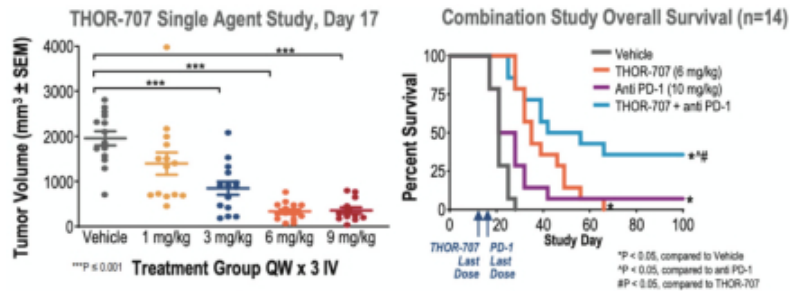 THOR-707 Single Agent Study, Day 17
Tumor Volume (mm³ ± SEM)
4000
3000
2000
1000
0
***
***
***
Vehicle
1 mg/kg
3 mg/kg
6 mg/kg
9 mg/kg
***P ≤ 0.001
Treatment Group QW x 3 IV
Combination Study Overall Survival (n=14)
Percent Survival
100
75
50
25
0
Vehicle
THOR-707 (6 mg/kg)
Anti PD-1 (10 mg/kg)
THOR-707 + anti PD-1
*^#
*
*
0
20
40
60
80
100
Study Day
THOR-707
Last
Dose
PD-1
Last
Dose
*P < 0.05, compared to Vehicle
^P < 0.05, compared to anti PD-1
#P < 0.05, compared to THOR-707